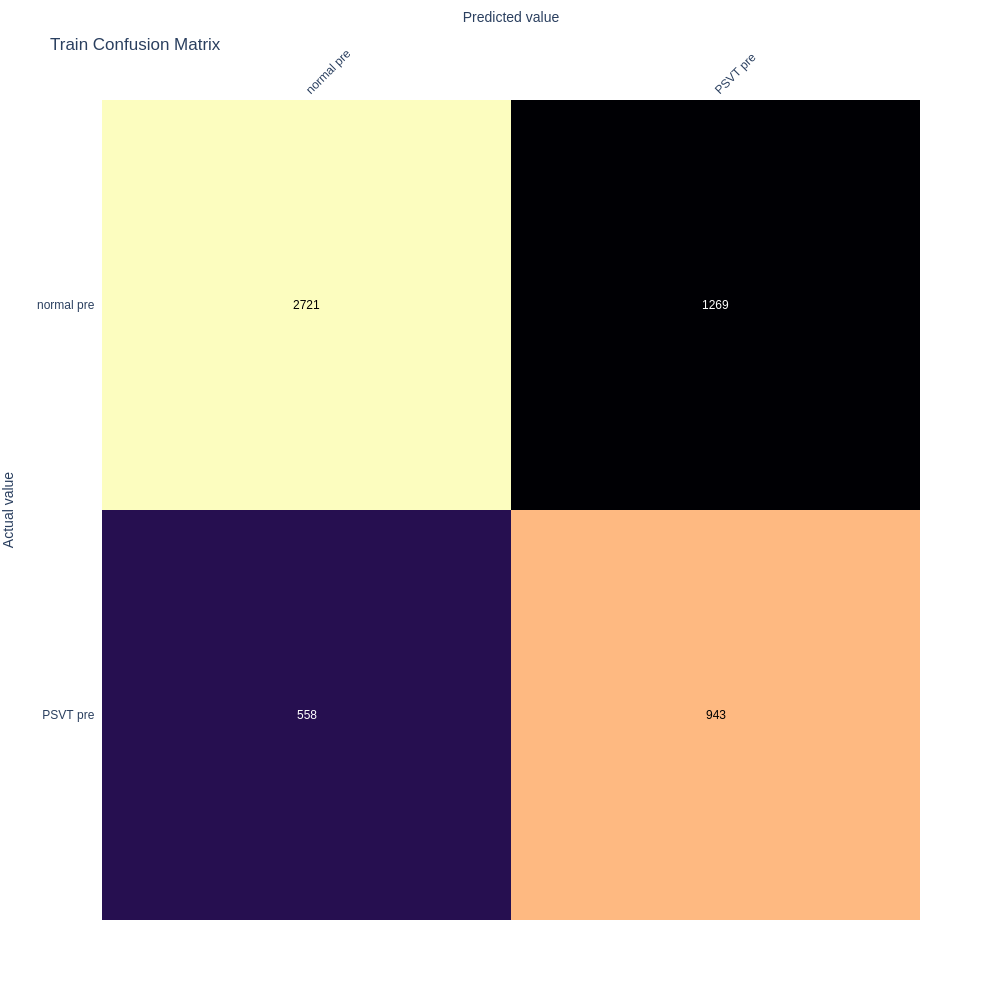 Predicted value
Train Confusion Matrix
normal pre
PSVT pre
normal pre
2721
1269
Actual value
PSVT pre
558
943